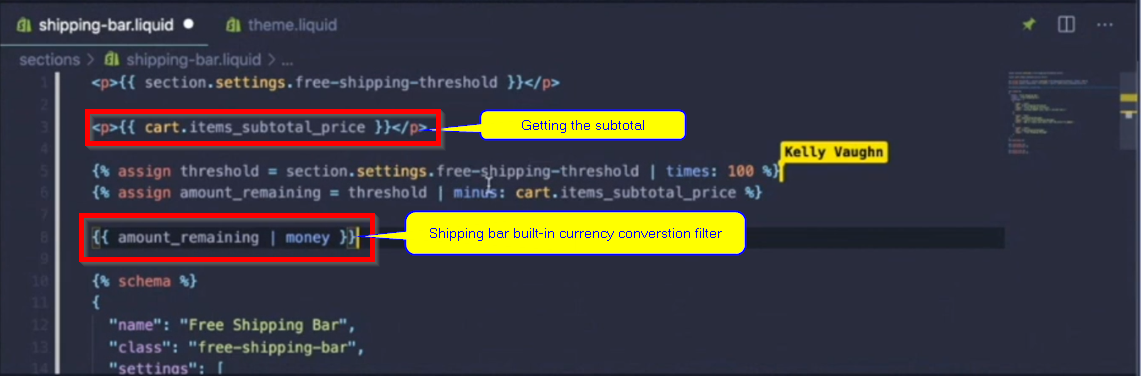 shipping-bar.liquid ● theme.liquid ...
sections > shipping-bar.liquid > ...
1 <p>{{ section.settings.free-shipping-threshold }}</p>
2
3 <p>{{ cart.items_subtotal_price }}</p>
Getting the subtotal
4
Kelly Vaughn
5 {% assign threshold = section.settings.free-shipping-threshold | times: 100 %}
6 {% assign amount_remaining = threshold | minus: cart.items_subtotal_price %}
7
8 {{ amount_remaining | money }}
Shipping bar built-in currency converstion filter
9
10 {% schema %}
11 {
12 "name": "Free Shipping Bar",
13 "class": "free-shipping-bar",
14 "settings": [